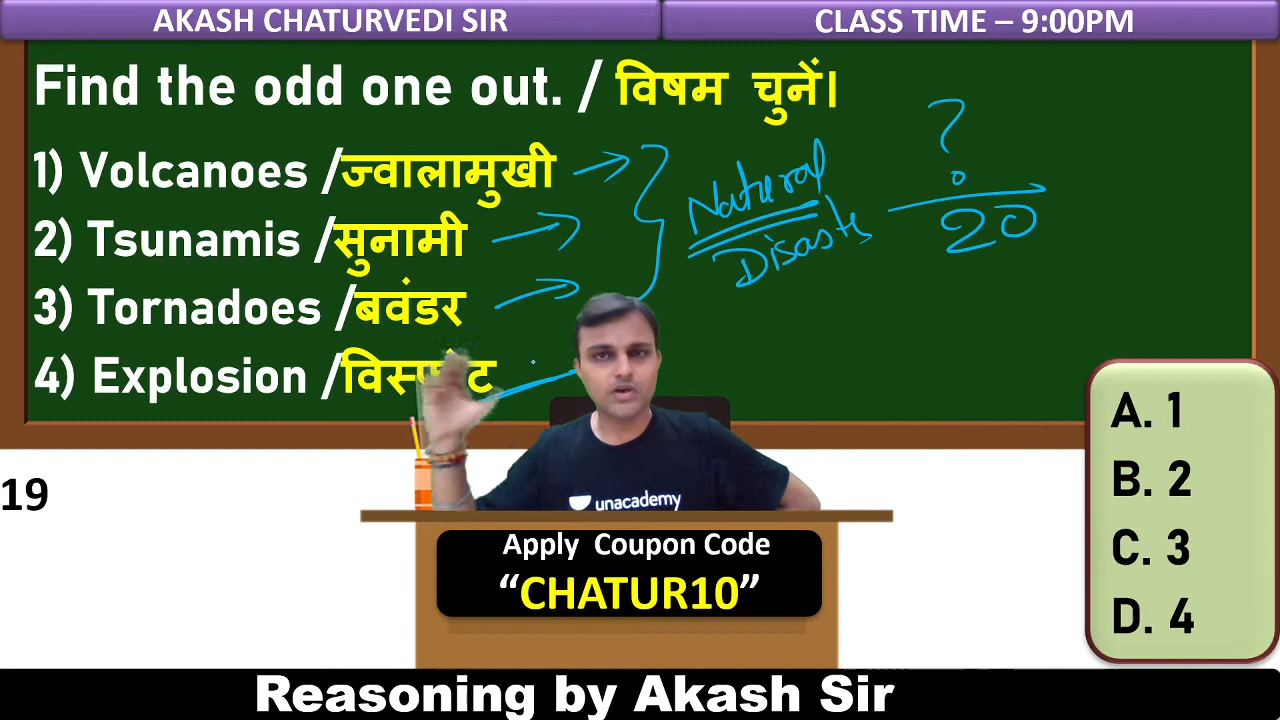 AKASH CHATURVEDI SIR
CLASS TIME – 9:00PM
Find the odd one out. / विषम चुनें।
1) Volcanoes /ज्वालामुखी
2) Tsunamis /सुनामी
3) Tornadoes /बवंडर
4) Explosion /विस्फोट
Natural
Disasts
?
20
A. 1
B. 2
C. 3
D. 4
19
unacademy
Apply Coupon Code
“CHATUR10”
Reasoning by Akash Sir